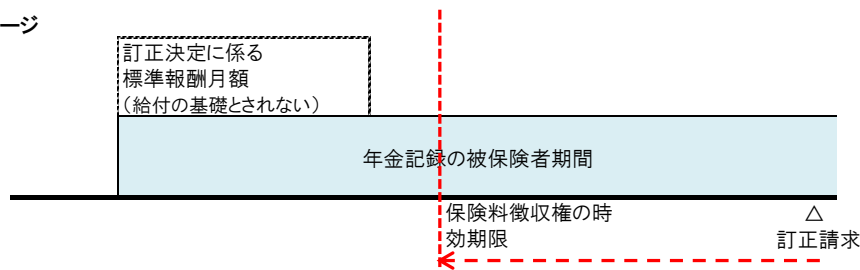 ージ
訂正決定に係る
標準報酬月額
（給付の基礎とされない）
年金記録の被保険者期間
保険料徴収権の時
効期限
△
訂正請求